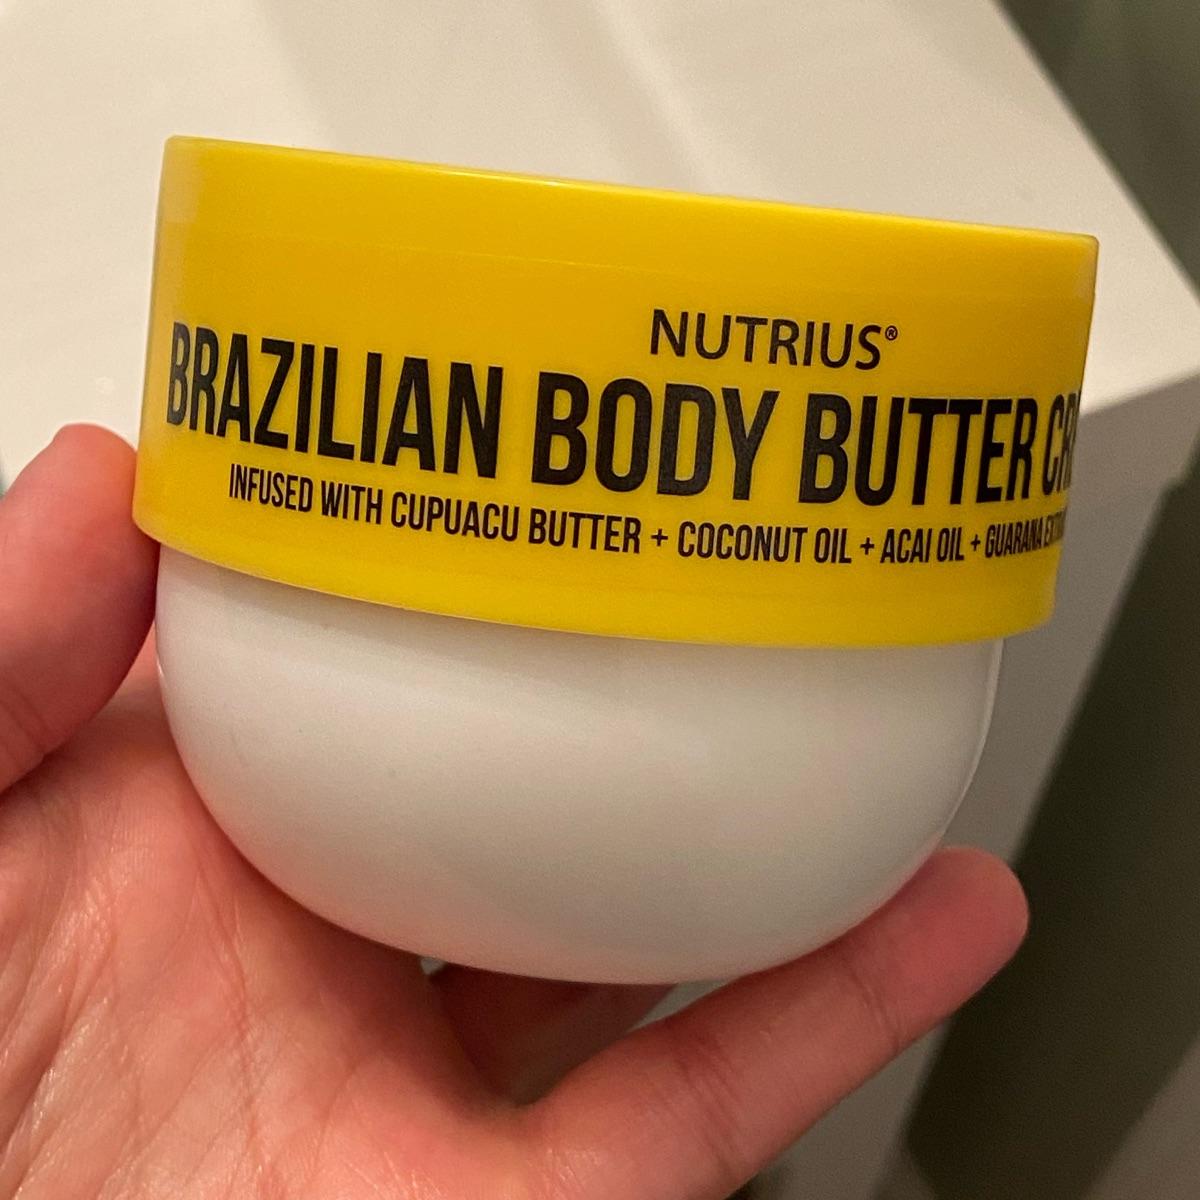 NUTRIUS®
BRAZILIAN BODY BUTTER
INFUSED WITH CUPUACU BUTTER + COCONUT OIL + ACAI OIL + GUARANA